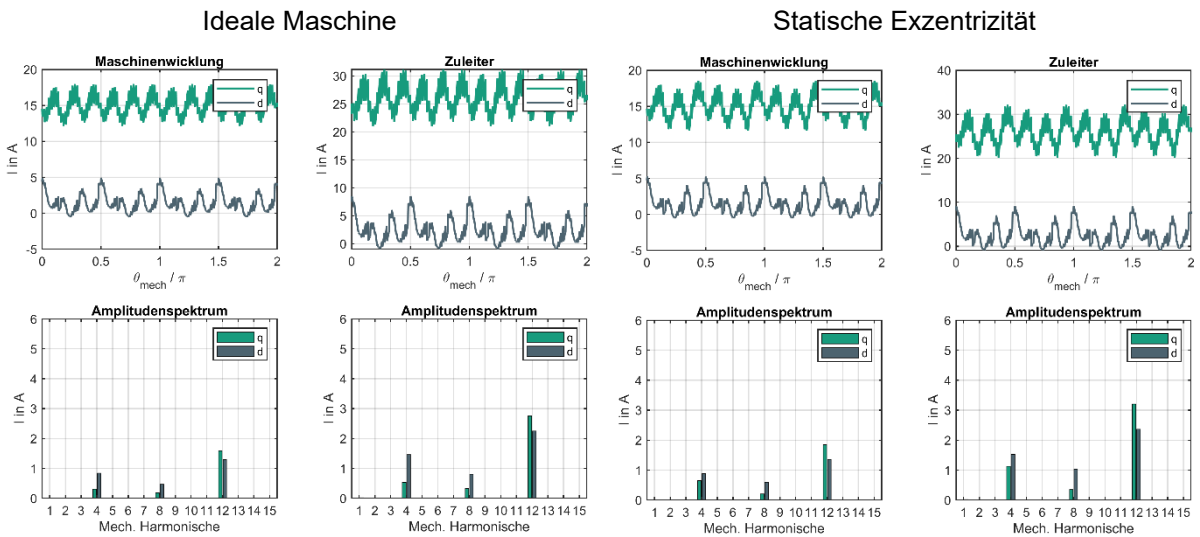 Ideale Maschine
Statische Exzentrizität
Maschinenwicklung
20
15
10
5
0
-5
I in A
q
d
0 0.5 1 1.5 2
θmech / π
Zuleiter
30
25
20
15
10
5
0
I in A
q
d
0 0.5 1 1.5 2
θmech / π
Maschinenwicklung
20
15
10
5
0
-5
I in A
q
d
0 0.5 1 1.5 2
θmech / π
Zuleiter
40
30
20
10
0
I in A
q
d
0 0.5 1 1.5 2
θmech / π
Amplitudenspektrum
6
5
4
3
2
1
0
I in A
q
d
1 2 3 4 5 6 7 8 9 10 11 12 13 14 15
Mech. Harmonische
Amplitudenspektrum
6
5
4
3
2
1
0
I in A
q
d
1 2 3 4 5 6 7 8 9 10 11 12 13 14 15
Mech. Harmonische
Amplitudenspektrum
6
5
4
3
2
1
0
I in A
q
d
1 2 3 4 5 6 7 8 9 10 11 12 13 14 15
Mech. Harmonische
Amplitudenspektrum
6
5
4
3
2
1
0
I in A
q
d
1 2 3 4 5 6 7 8 9 10 11 12 13 14 15
Mech. Harmonische